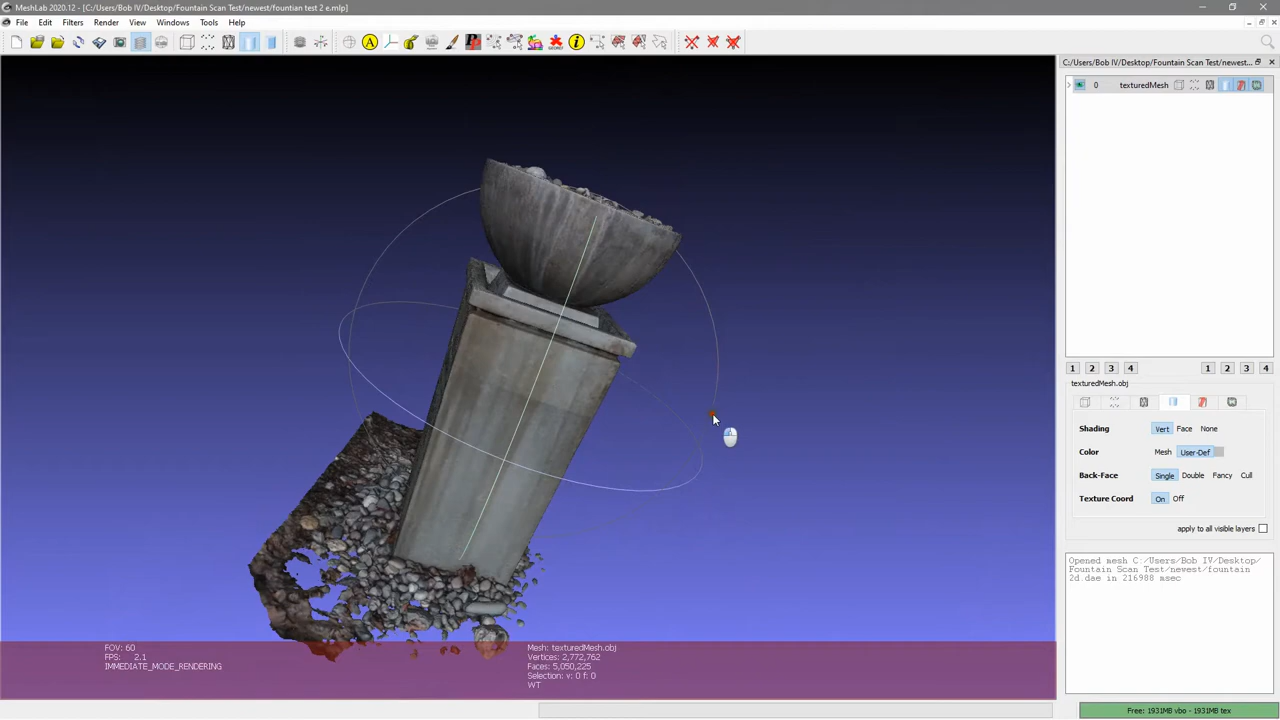 MeshLab 2020.12 - [C:/Users/Bob IV/Desktop/Fountain Scan Test/newest/fountian test 2 e.mlp]
File Edit Filters Render View Windows Tools Help
C:/Users/Bob IV/Desktop/Fountain Scan Test/newest...
0 texturedMesh
1 2 3 4 1 2 3 4
texturedMesh.obj
Shading Vert Face None
Color Mesh User-Def
Back-Face Single Double Fancy Cull
Texture Coord On Off
apply to all visible layers
Opened mesh C:/Users/Bob IV/Desktop/
Fountain Scan Test/newest/fountain
2d.dae in 216988 msec
FOV: 60
FPS: 2.1
IMMEDIATE_MODE_RENDERING
Mesh: texturedMesh.obj
Vertices: 2,772,762
Faces: 5,050,225
Selection: v: 0 f: 0
WT
Free: 1931MB vbo - 1931MB tex